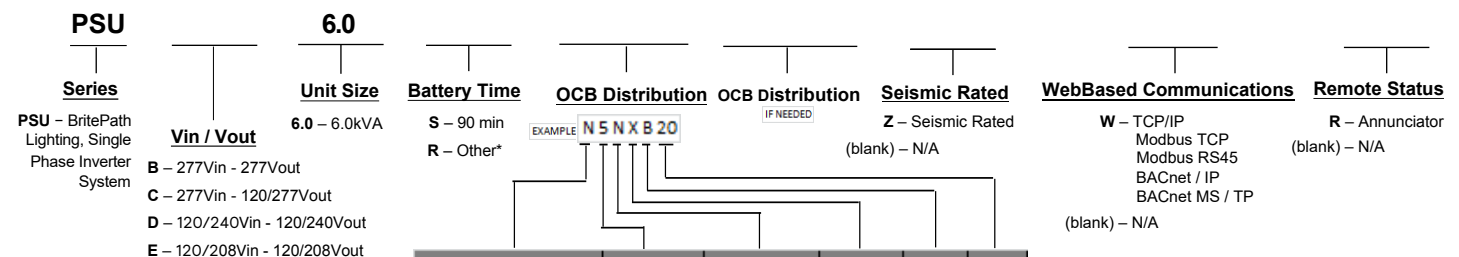 PSU
6.0
Series
PSU – BritePath
Lighting, Single
Phase Inverter
System
Vin / Vout
B – 277Vin - 277Vout
C – 277Vin - 120/277Vout
D – 120/240Vin - 120/240Vout
E – 120/208Vin - 120/208Vout
Unit Size
6.0 – 6.0kVA
Battery Time
S – 90 min
R – Other*
OCB Distribution
EXAMPLE N 5 N X B 20
OCB Distribution
IF NEEDED
Seismic Rated
Z – Seismic Rated
(blank) – N/A
WebBased Communications
W – TCP/IP
Modbus TCP
Modbus RS45
BACnet / IP
BACnet MS / TP
(blank) – N/A
Remote Status
R – Annunciator
(blank) – N/A